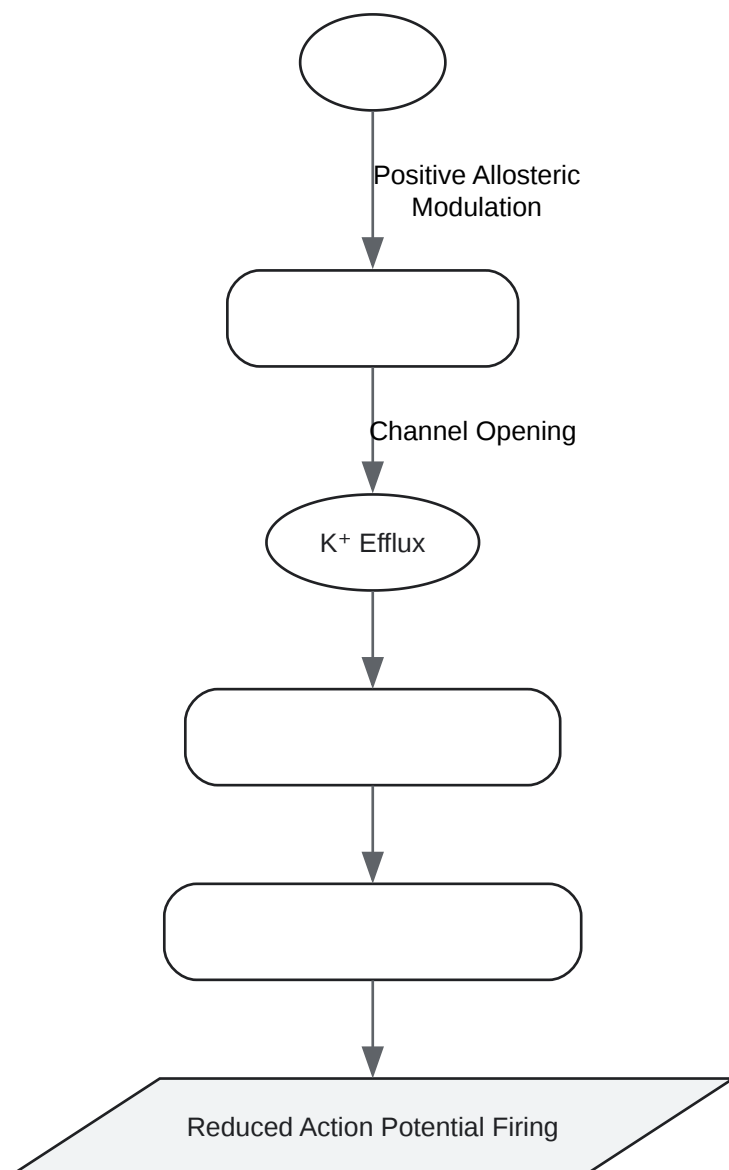 Positive Allosteric
Modulation
Channel Opening
K⁺ Efflux
Reduced Action Potential Firing